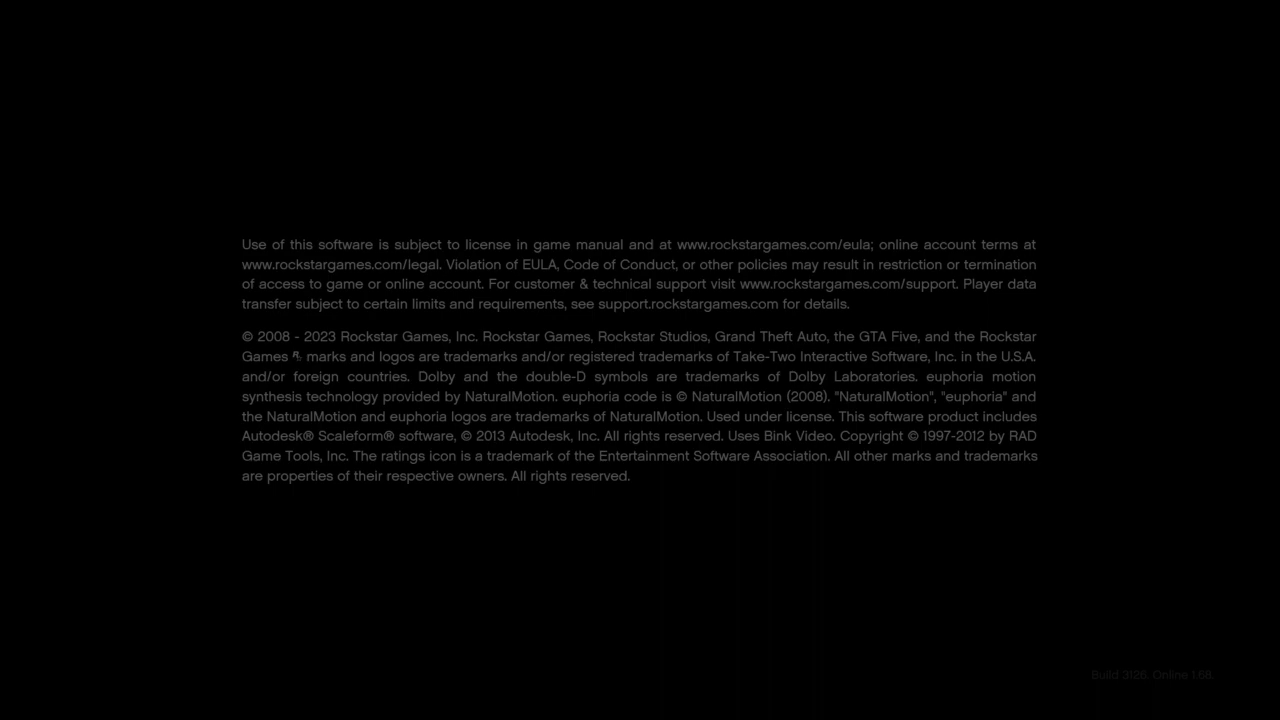 Use of this software is subject to license in game manual and at www.rockstargames.com/eula; online account terms at
www.rockstargames.com/legal. Violation of EULA, Code of Conduct, or other policies may result in restriction or termination
of access to game or online account. For customer & technical support visit www.rockstargames.com/support. Player data
transfer subject to certain limits and requirements, see support.rockstargames.com for details.
© 2008 - 2023 Rockstar Games, Inc. Rockstar Games, Rockstar Studios, Grand Theft Auto, the GTA Five, and the Rockstar
Games R* marks and logos are trademarks and/or registered trademarks of Take-Two Interactive Software, Inc. in the U.S.A.
and/or foreign countries. Dolby and the double-D symbols are trademarks of Dolby Laboratories. euphoria motion
synthesis technology provided by NaturalMotion. euphoria code is © NaturalMotion (2008). "NaturalMotion", "euphoria" and
the NaturalMotion and euphoria logos are trademarks of NaturalMotion. Used under license. This software product includes
Autodesk® Scaleform® software, © 2013 Autodesk, Inc. All rights reserved. Uses Bink Video. Copyright © 1997-2012 by RAD
Game Tools, Inc. The ratings icon is a trademark of the Entertainment Software Association. All other marks and trademarks
are properties of their respective owners. All rights reserved.
Build 3126. Online 1.68.